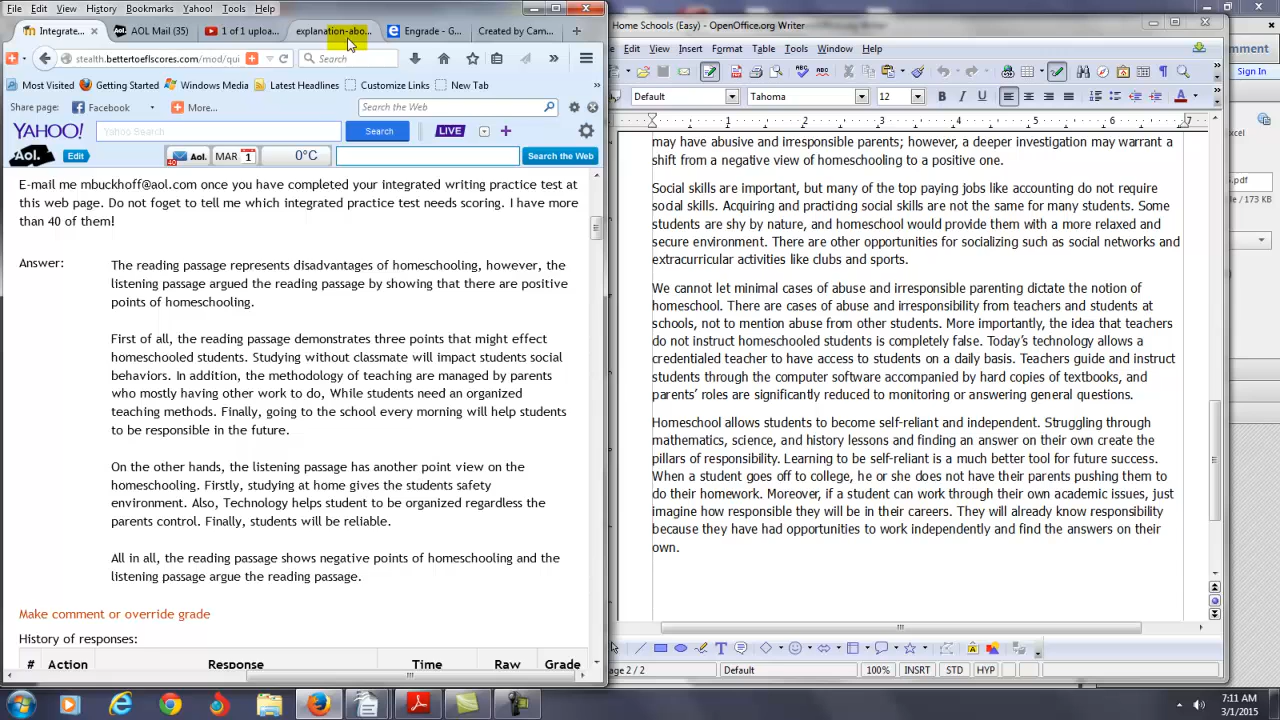 File Edit View History Bookmarks Yahoo! Tools Help
Integrate... AOL Mail (35) 1 of 1 uploa... explanation-abo... Engrade - G... Created by Cam...
stealth.bettertoeflscores.com/mod/qui Search
Most Visited Getting Started Windows Media Latest Headlines Customize Links New Tab
Share page: Facebook More... Search the Web
YAHOO! Yahoo Search Search LIVE
Aol. Edit Aol. MAR 1 0°C Search the Web
E-mail me mbuckhoff@aol.com once you have completed your integrated writing practice test at
this web page. Do not foget to tell me which integrated practice test needs scoring. I have more
than 40 of them!
Answer:
The reading passage represents disadvantages of homeschooling, however, the
listening passage argued the reading passage by showing that there are positive
points of homeschooling.
First of all, the reading passage demonstrates three points that might effect
homeschooled students. Studying without classmate will impact students social
behaviors. In addition, the methodology of teaching are managed by parents
who mostly having other work to do, While students need an organized
teaching methods. Finally, going to the school every morning will help students
to be responsible in the future.
On the other hands, the listening passage has another point view on the
homeschooling. Firstly, studying at home gives the students safety
environment. Also, Technology helps student to be organized regardless the
parents control. Finally, students will be reliable.
All in all, the reading passage shows negative points of homeschooling and the
listening passage argue the reading passage.
Make comment or override grade
History of responses:
# Action Response Time Raw Grade
Home Schools (Easy) - OpenOffice.org Writer
Edit View Insert Format Table Tools Window Help
Default Tahoma 12
1 2 3 4 5 6 7
may have abusive and irresponsible parents; however, a deeper investigation may warrant a
shift from a negative view of homeschooling to a positive one.
Social skills are important, but many of the top paying jobs like accounting do not require
social skills. Acquiring and practicing social skills are not the same for many students. Some
students are shy by nature, and homeschool would provide them with a more relaxed and
secure environment. There are other opportunities for socializing such as social networks and
extracurricular activities like clubs and sports.
We cannot let minimal cases of abuse and irresponsible parenting dictate the notion of
homeschool. There are cases of abuse and irresponsibility from teachers and students at
schools, not to mention abuse from other students. More importantly, the idea that teachers
do not instruct homeschooled students is completely false. Today's technology allows a
credentialed teacher to have access to students on a daily basis. Teachers guide and instruct
students through the computer software accompanied by hard copies of textbooks, and
parents' roles are significantly reduced to monitoring or answering general questions.
Homeschool allows students to become self-reliant and independent. Struggling through
mathematics, science, and history lessons and finding an answer on their own create the
pillars of responsibility. Learning to be self-reliant is a much better tool for future success.
When a student goes off to college, he or she does not have their parents pushing them to
do their homework. Moreover, if a student can work through their own academic issues, just
imagine how responsible they will be in their careers. They will already know responsibility
because they have had opportunities to work independently and find the answers on their
own.
Page 2 / 2 Default 100% INSRT STD HYP
mment
Sign In
xcel
s.pdf
le / 173 KB
7:11 AM
3/1/2015